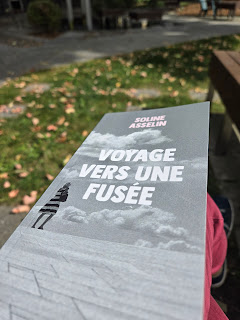 SOLINE
ASSELIN
VOYAGE
VERS UNE
FUSÉE